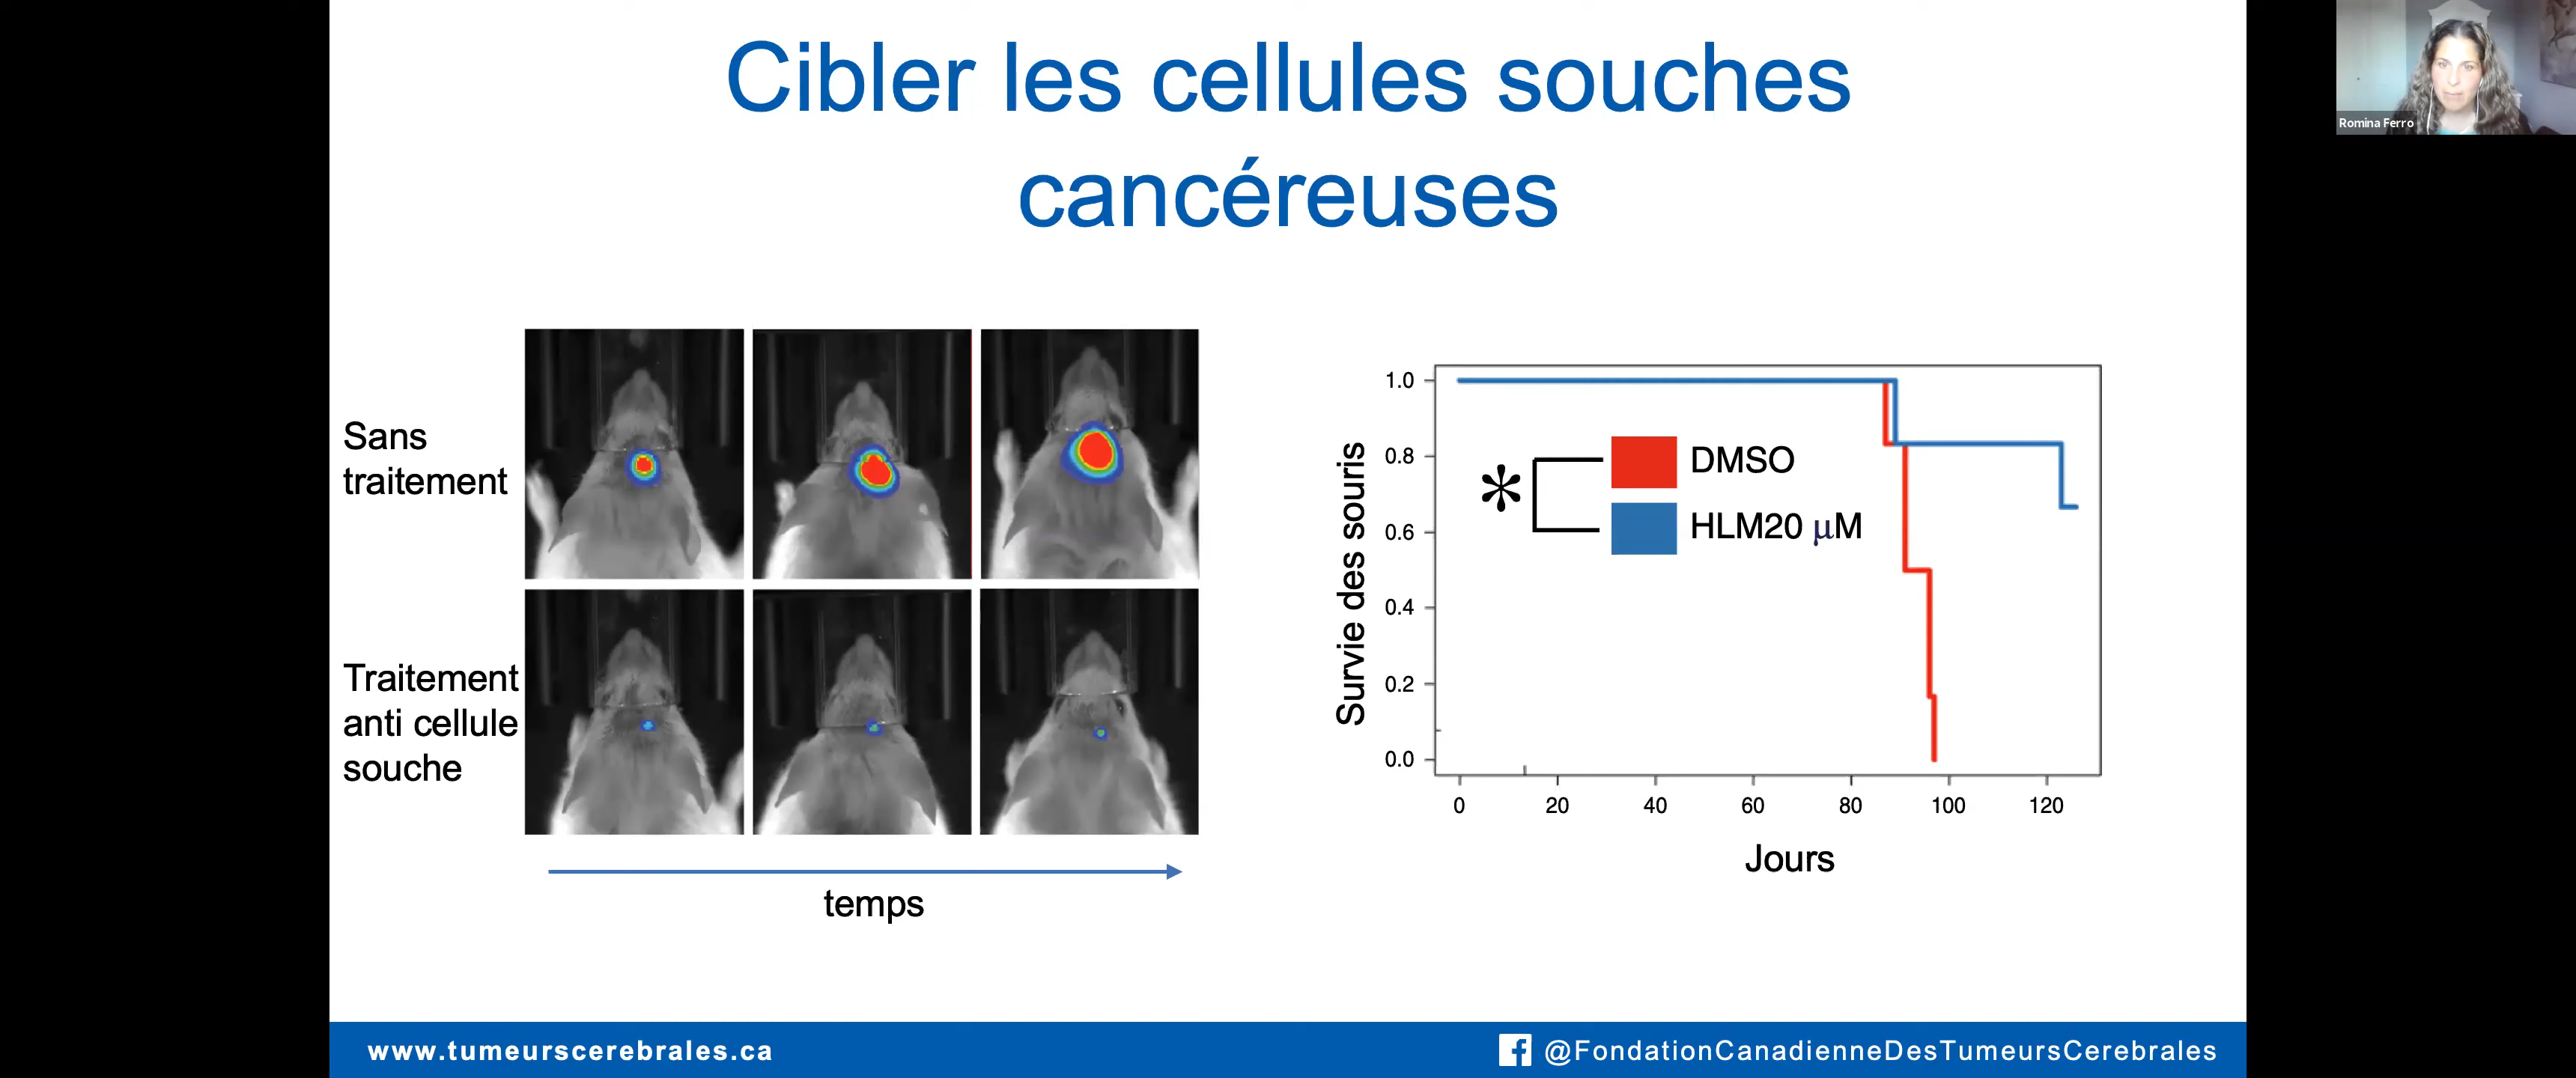 Cibler les cellules souches
cancéreuses
Romina Ferro
Sans
traitement
Traitement
anti cellule
souche
temps
Survie des souris
1.0
0.8
0.6
0.4
0.2
0.0
* DMSO
HLM20 μM
0 20 40 60 80 100 120
Jours
www.tumeurscerebrales.ca
@FondationCanadienneDesTumeursCerebrales